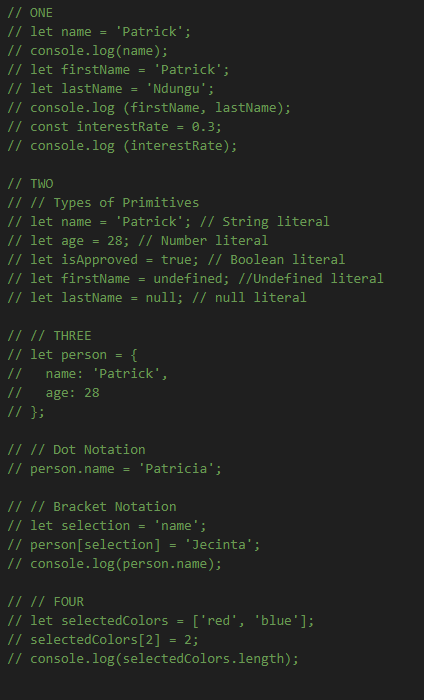 // ONE
// let name = 'Patrick';
// console.log(name);
// let firstName = 'Patrick';
// let lastName = 'Ndungu';
// console.log (firstName, lastName);
// const interestRate = 0.3;
// console.log (interestRate);

// TWO
// // Types of Primitives
// let name = 'Patrick'; // String literal
// let age = 28; // Number literal
// let isApproved = true; // Boolean literal
// let firstName = undefined; //Undefined literal
// let lastName = null; // null literal

// // THREE
// let person = {
//   name: 'Patrick',
//   age: 28
// };

// // Dot Notation
// person.name = 'Patricia';

// // Bracket Notation
// let selection = 'name';
// person[selection] = 'Jecinta';
// console.log(person.name);

// // FOUR
// let selectedColors = ['red', 'blue'];
// selectedColors[2] = 2;
// console.log(selectedColors.length);